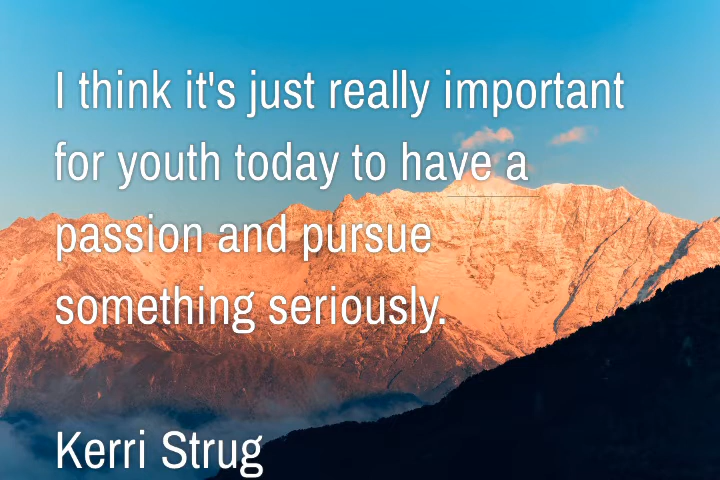 I think it's just really important
for youth today to have a
passion and pursue
something seriously.
Kerri Strug